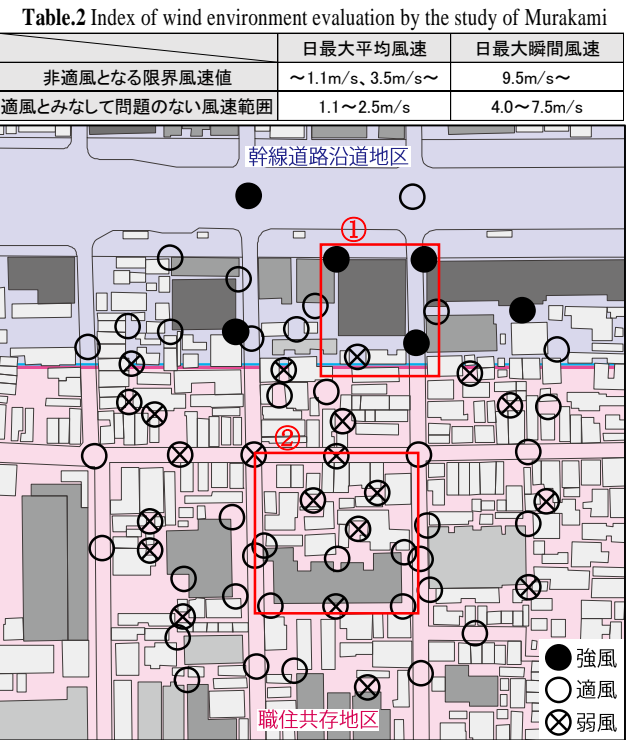 Table.2 Index of wind environment evaluation by the study of Murakami
日最大平均風速 日最大瞬間風速
非適風となる限界風速値 ～1.1m/s、3.5m/s～ 9.5m/s～
適風とみなして問題のない風速範囲 1.1～2.5m/s 4.0～7.5m/s
幹線道路沿道地区
①
②
強風
適風
弱風
職住共存地区